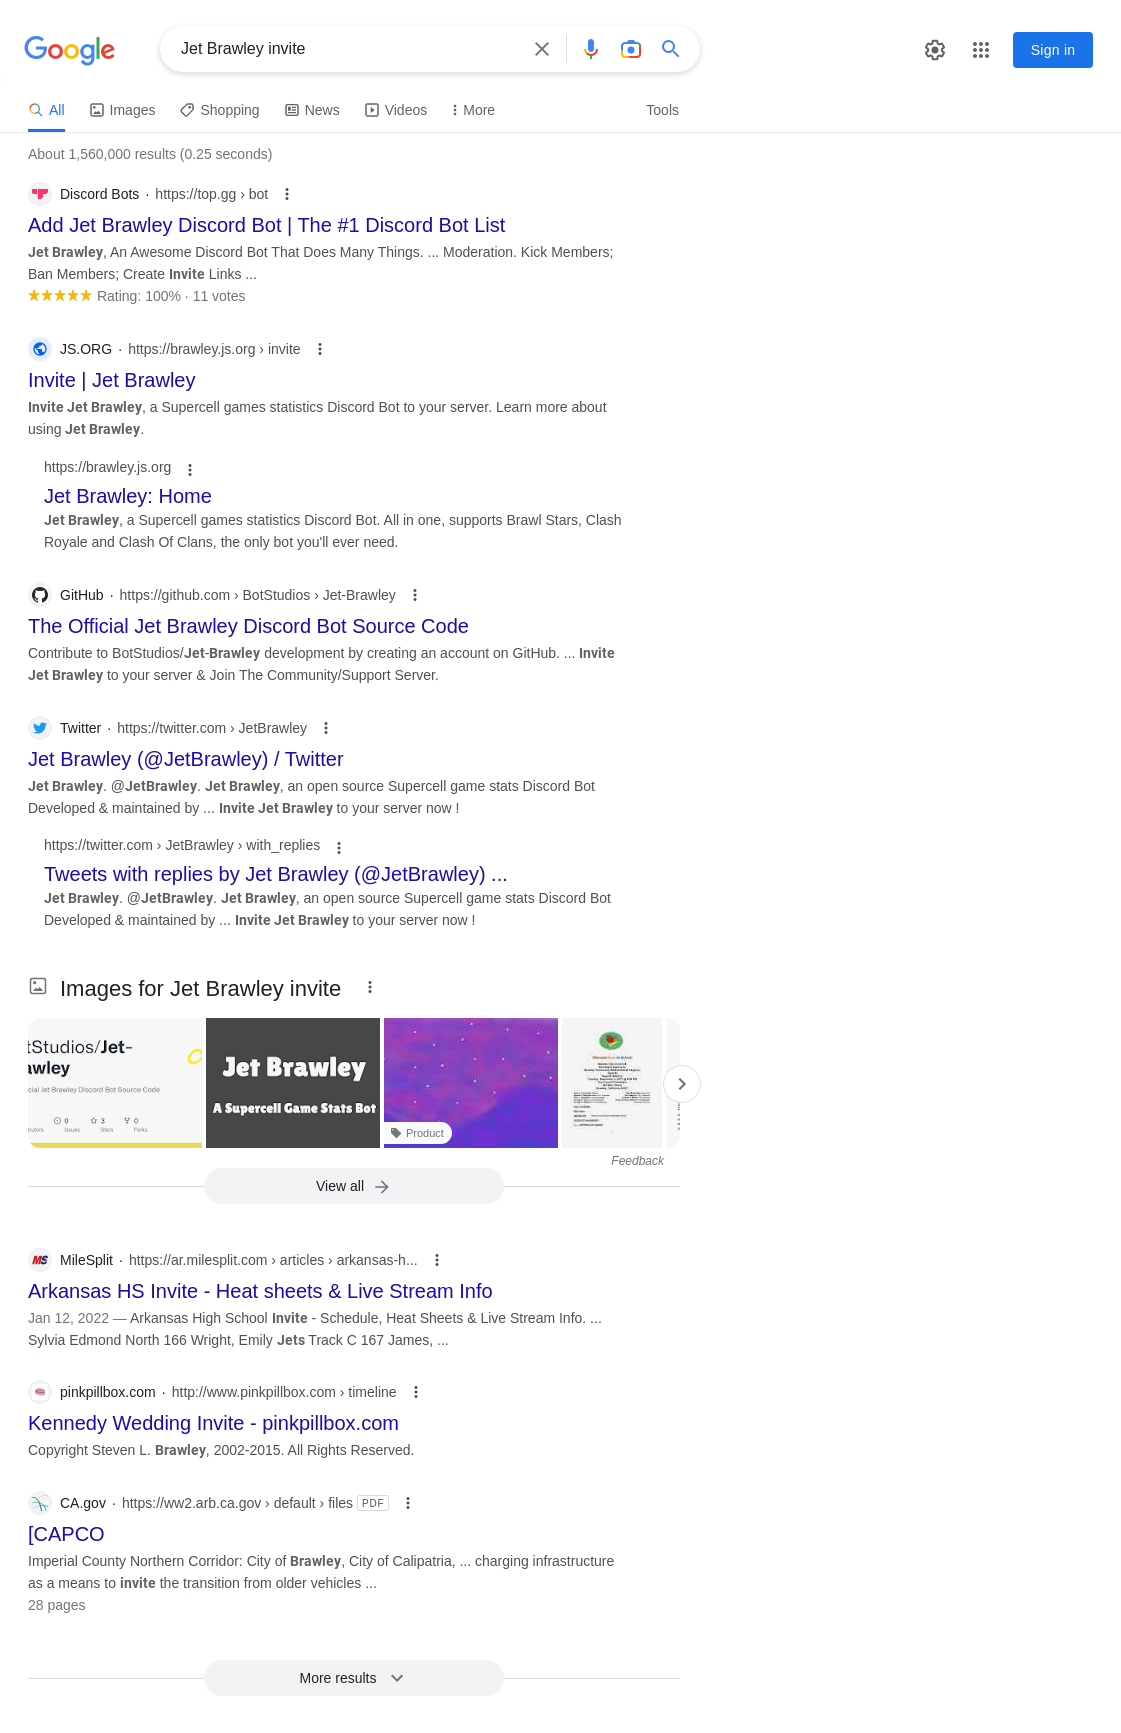 Google
Jet Brawley invite
Sign in
All Images Shopping News Videos More Tools
About 1,560,000 results (0.25 seconds)
Discord Bots · https://top.gg › bot
Add Jet Brawley Discord Bot | The #1 Discord Bot List
Jet Brawley, An Awesome Discord Bot That Does Many Things. ... Moderation. Kick Members;
Ban Members; Create Invite Links ...
Rating: 100% · 11 votes
JS.ORG · https://brawley.js.org › invite
Invite | Jet Brawley
Invite Jet Brawley, a Supercell games statistics Discord Bot to your server. Learn more about
using Jet Brawley.
https://brawley.js.org
Jet Brawley: Home
Jet Brawley, a Supercell games statistics Discord Bot. All in one, supports Brawl Stars, Clash
Royale and Clash Of Clans, the only bot you'll ever need.
GitHub · https://github.com › BotStudios › Jet-Brawley
The Official Jet Brawley Discord Bot Source Code
Contribute to BotStudios/Jet-Brawley development by creating an account on GitHub. ... Invite
Jet Brawley to your server & Join The Community/Support Server.
Twitter · https://twitter.com › JetBrawley
Jet Brawley (@JetBrawley) / Twitter
Jet Brawley. @JetBrawley. Jet Brawley, an open source Supercell game stats Discord Bot
Developed & maintained by ... Invite Jet Brawley to your server now !
https://twitter.com › JetBrawley › with_replies
Tweets with replies by Jet Brawley (@JetBrawley) ...
Jet Brawley. @JetBrawley. Jet Brawley, an open source Supercell game stats Discord Bot
Developed & maintained by ... Invite Jet Brawley to your server now !
Images for Jet Brawley invite
tStudios/Jet-
awley
cial Jet Brawley Discord Bot Source Code
0 3 0
Issues Stars Forks
Jet Brawley
A Supercell Game Stats Bot
Product
Feedback
View all
MileSplit · https://ar.milesplit.com › articles › arkansas-h...
Arkansas HS Invite - Heat sheets & Live Stream Info
Jan 12, 2022 — Arkansas High School Invite - Schedule, Heat Sheets & Live Stream Info. ...
Sylvia Edmond North 166 Wright, Emily Jets Track C 167 James, ...
pinkpillbox.com · http://www.pinkpillbox.com › timeline
Kennedy Wedding Invite - pinkpillbox.com
Copyright Steven L. Brawley, 2002-2015. All Rights Reserved.
CA.gov · https://ww2.arb.ca.gov › default › files PDF
[CAPCO
Imperial County Northern Corridor: City of Brawley, City of Calipatria, ... charging infrastructure
as a means to invite the transition from older vehicles ...
28 pages
More results